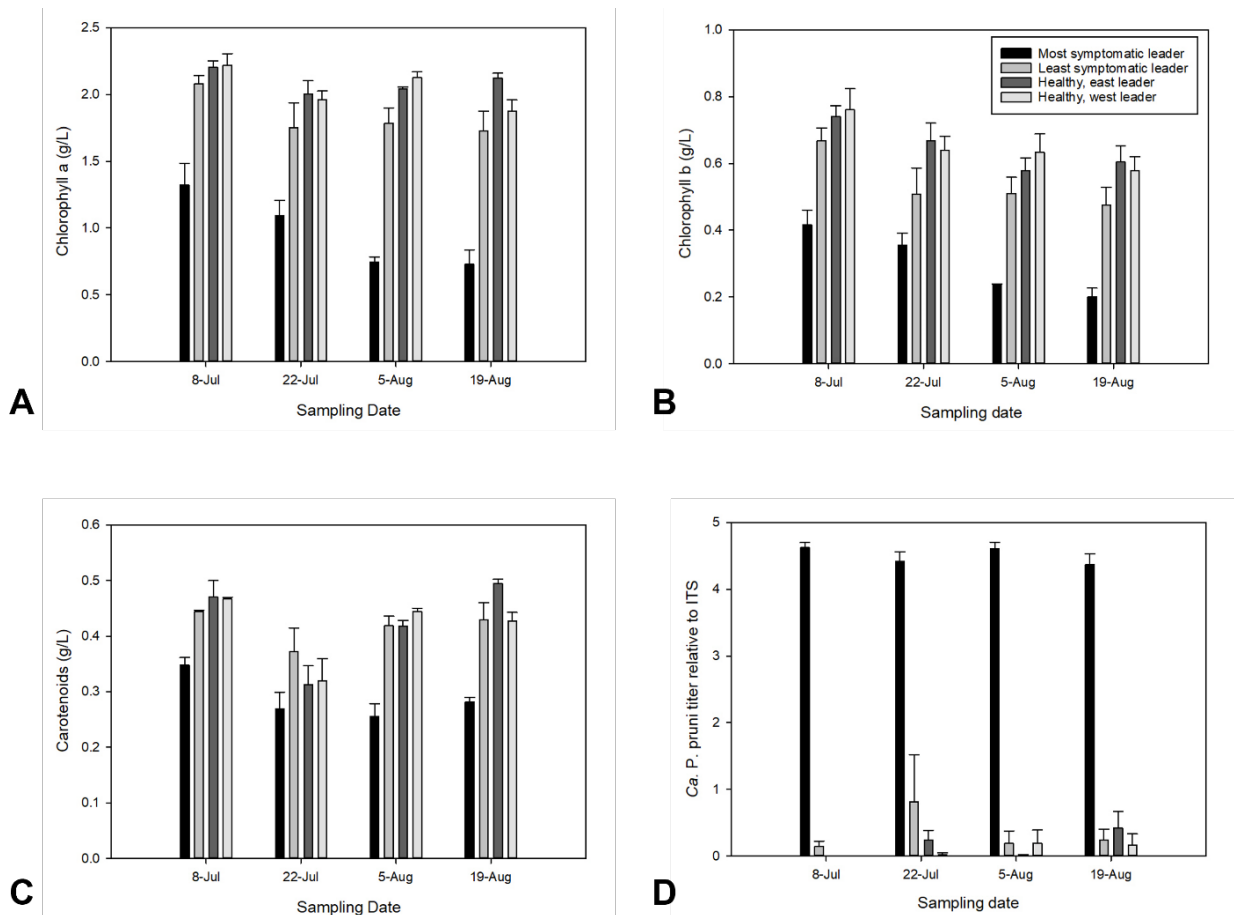 2.5
2.0
1.5
1.0
0.5
0.0
Chlorophyll a (g/L)
8-Jul 22-Jul 5-Aug 19-Aug
Sampling Date
A
1.0
0.8
0.6
0.4
0.2
0.0
Chlorophyll b (g/L)
Most symptomatic leader
Least symptomatic leader
Healthy, east leader
Healthy, west leader
8-Jul 22-Jul 5-Aug 19-Aug
Sampling date
B
0.6
0.5
0.4
0.3
0.2
0.1
0.0
Carotenoids (g/L)
8-Jul 22-Jul 5-Aug 19-Aug
Sampling Date
C
5
4
3
2
1
0
Ca. P. pruni titer relative to ITS
8-Jul 22-Jul 5-Aug 19-Aug
Sampling date
D